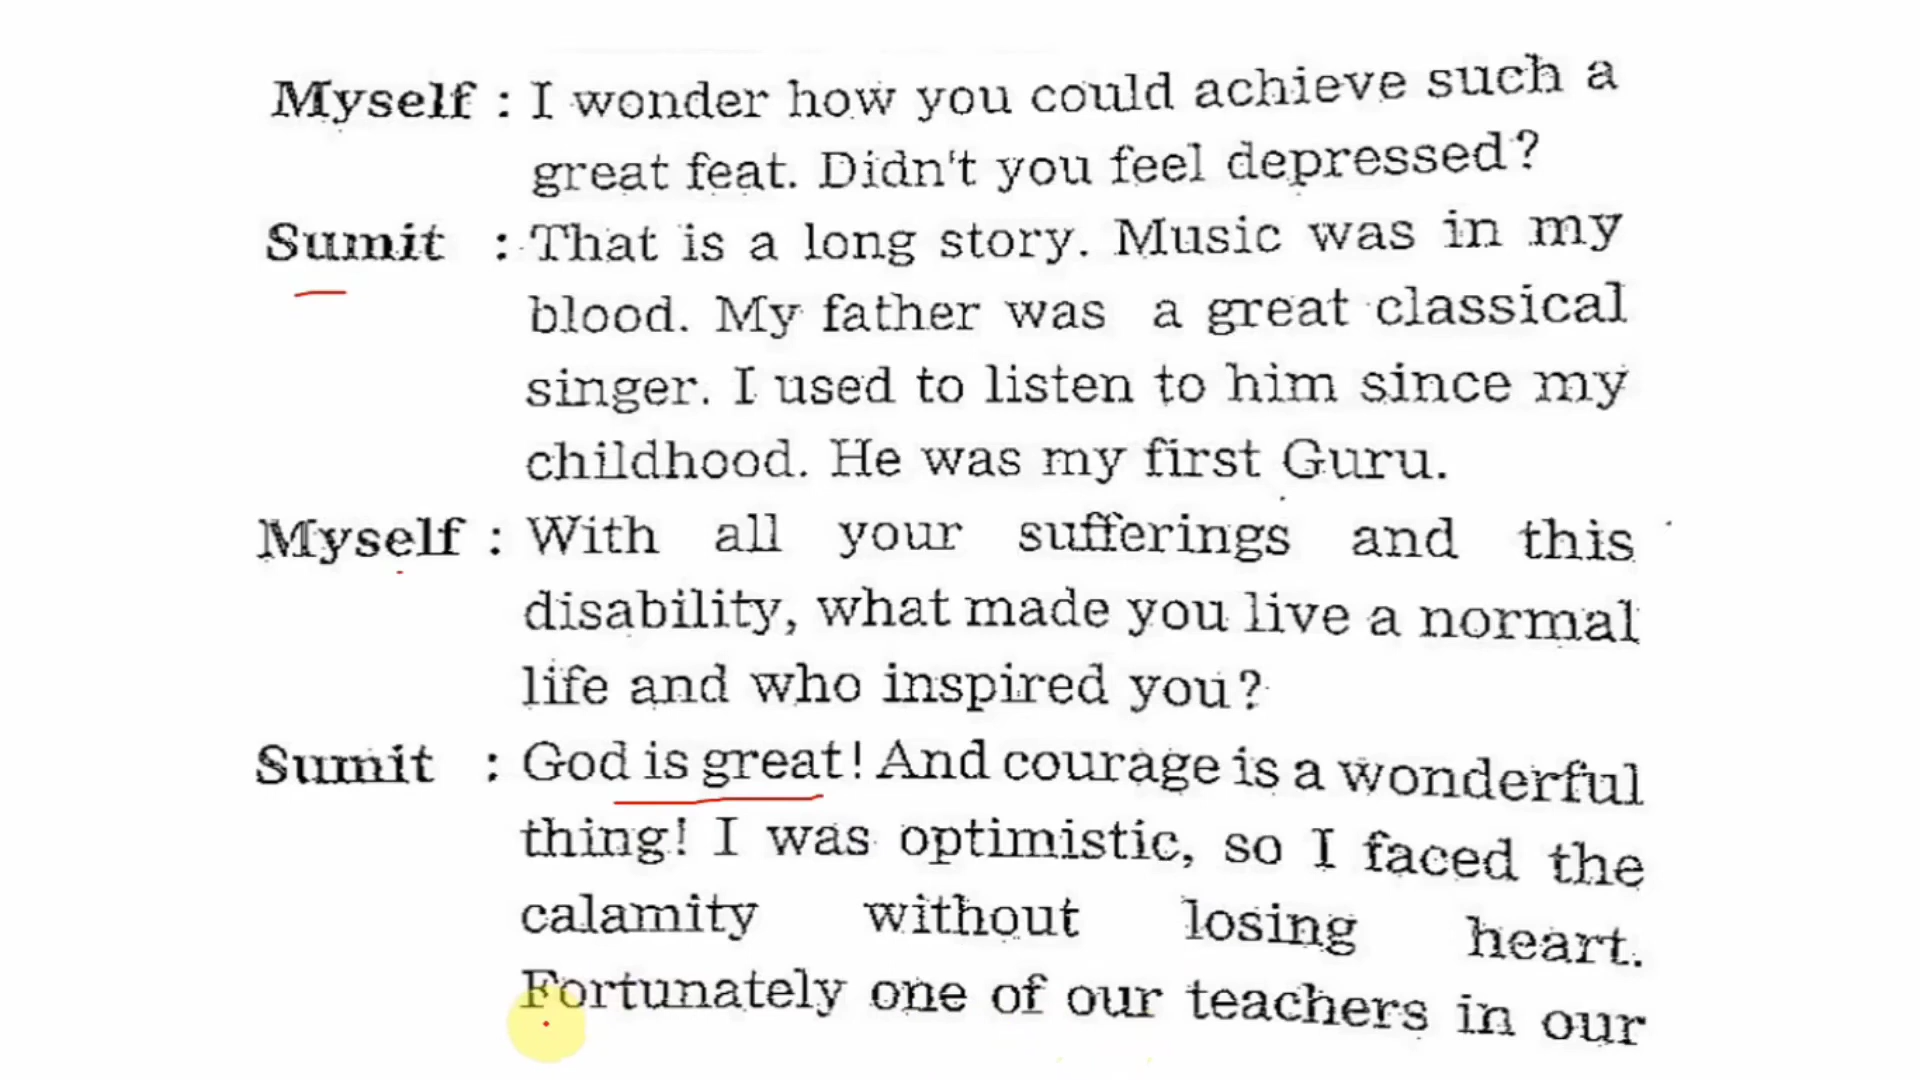 Myself : I wonder how you could achieve such a
great feat. Didn't you feel depressed?
Sumit : That is a long story. Music was in my
blood. My father was a great classical
singer. I used to listen to him since my
childhood. He was my first Guru.
Myself : With all your sufferings and this
disability, what made you live a normal
life and who inspired you?
Sumit : God is great! And courage is a wonderful
thing! I was optimistic, so I faced the
calamity without losing heart.
Fortunately one of our teachers in our